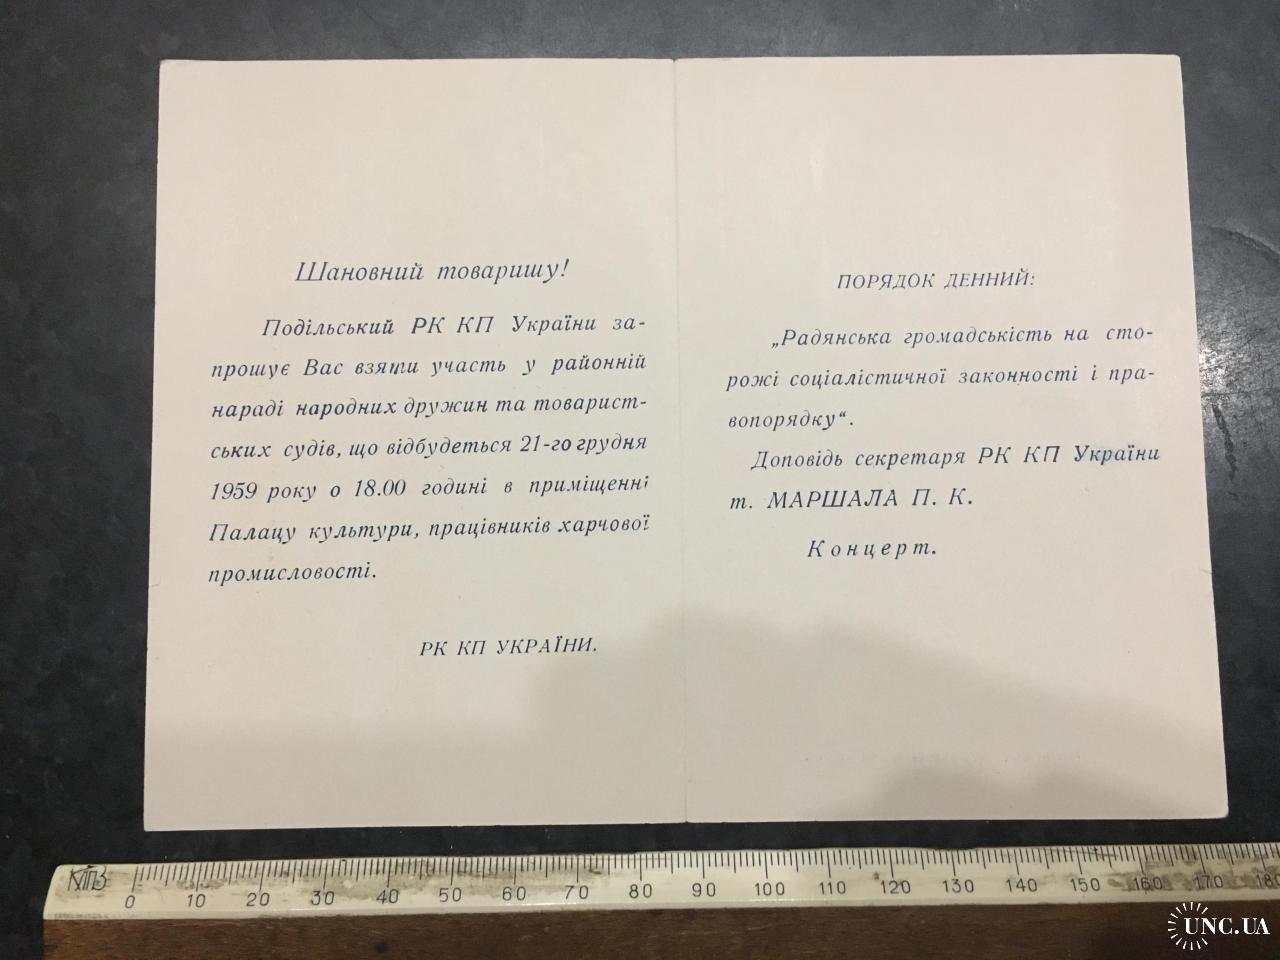 Шановний товаришу!
Подільський РК КП України за-
прошує Вас взяти участь у районній
нараді народних дружин та товарист-
ських судів, що відбудеться 21-го грудня
1959 року о 18.00 годині в приміщенні
Палацу культури, працівників харчової
промисловості.
РК КП УКРАЇНИ.
ПОРЯДОК ДЕННИЙ:
„Радянська громадськість на сто-
рожі соціалістичної законності і пра-
вопорядку“.
Доповідь секретаря РК КП України
т. МАРШАЛА П. К.
Концерт.
КТПЗ
0 10 20 30 40 50 60 70 80 90 100 110 120 130 140 150 160 170 180
UNC.UA